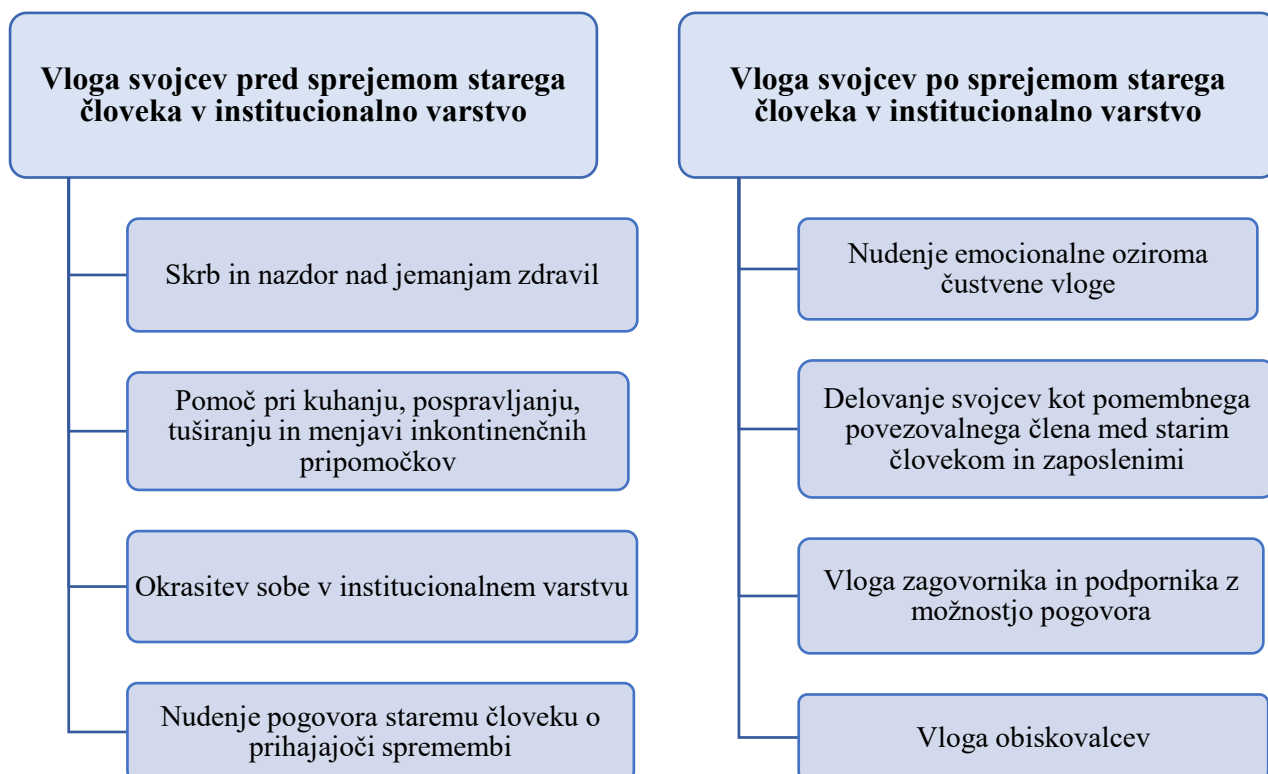 Vloga svojcev pred sprejemom starega
človeka v institucionalno varstvo
Skrb in nazdor nad jemanjam zdravil
Pomoč pri kuhanju, pospravljanju,
tuširanju in menjavi inkontinenčnih
pripomočkov
Okrasitev sobe v institucionalnem varstvu
Nudenje pogovora staremu človeku o
prihajajoči spremembi
Vloga svojcev po sprejemom starega
človeka v institucionalno varstvo
Nudenje emocionalne oziroma
čustvene vloge
Delovanje svojcev kot pomembnega
povezovalnega člena med starim
človekom in zaposlenimi
Vloga zagovornika in podpornika z
možnostjo pogovora
Vloga obiskovalcev